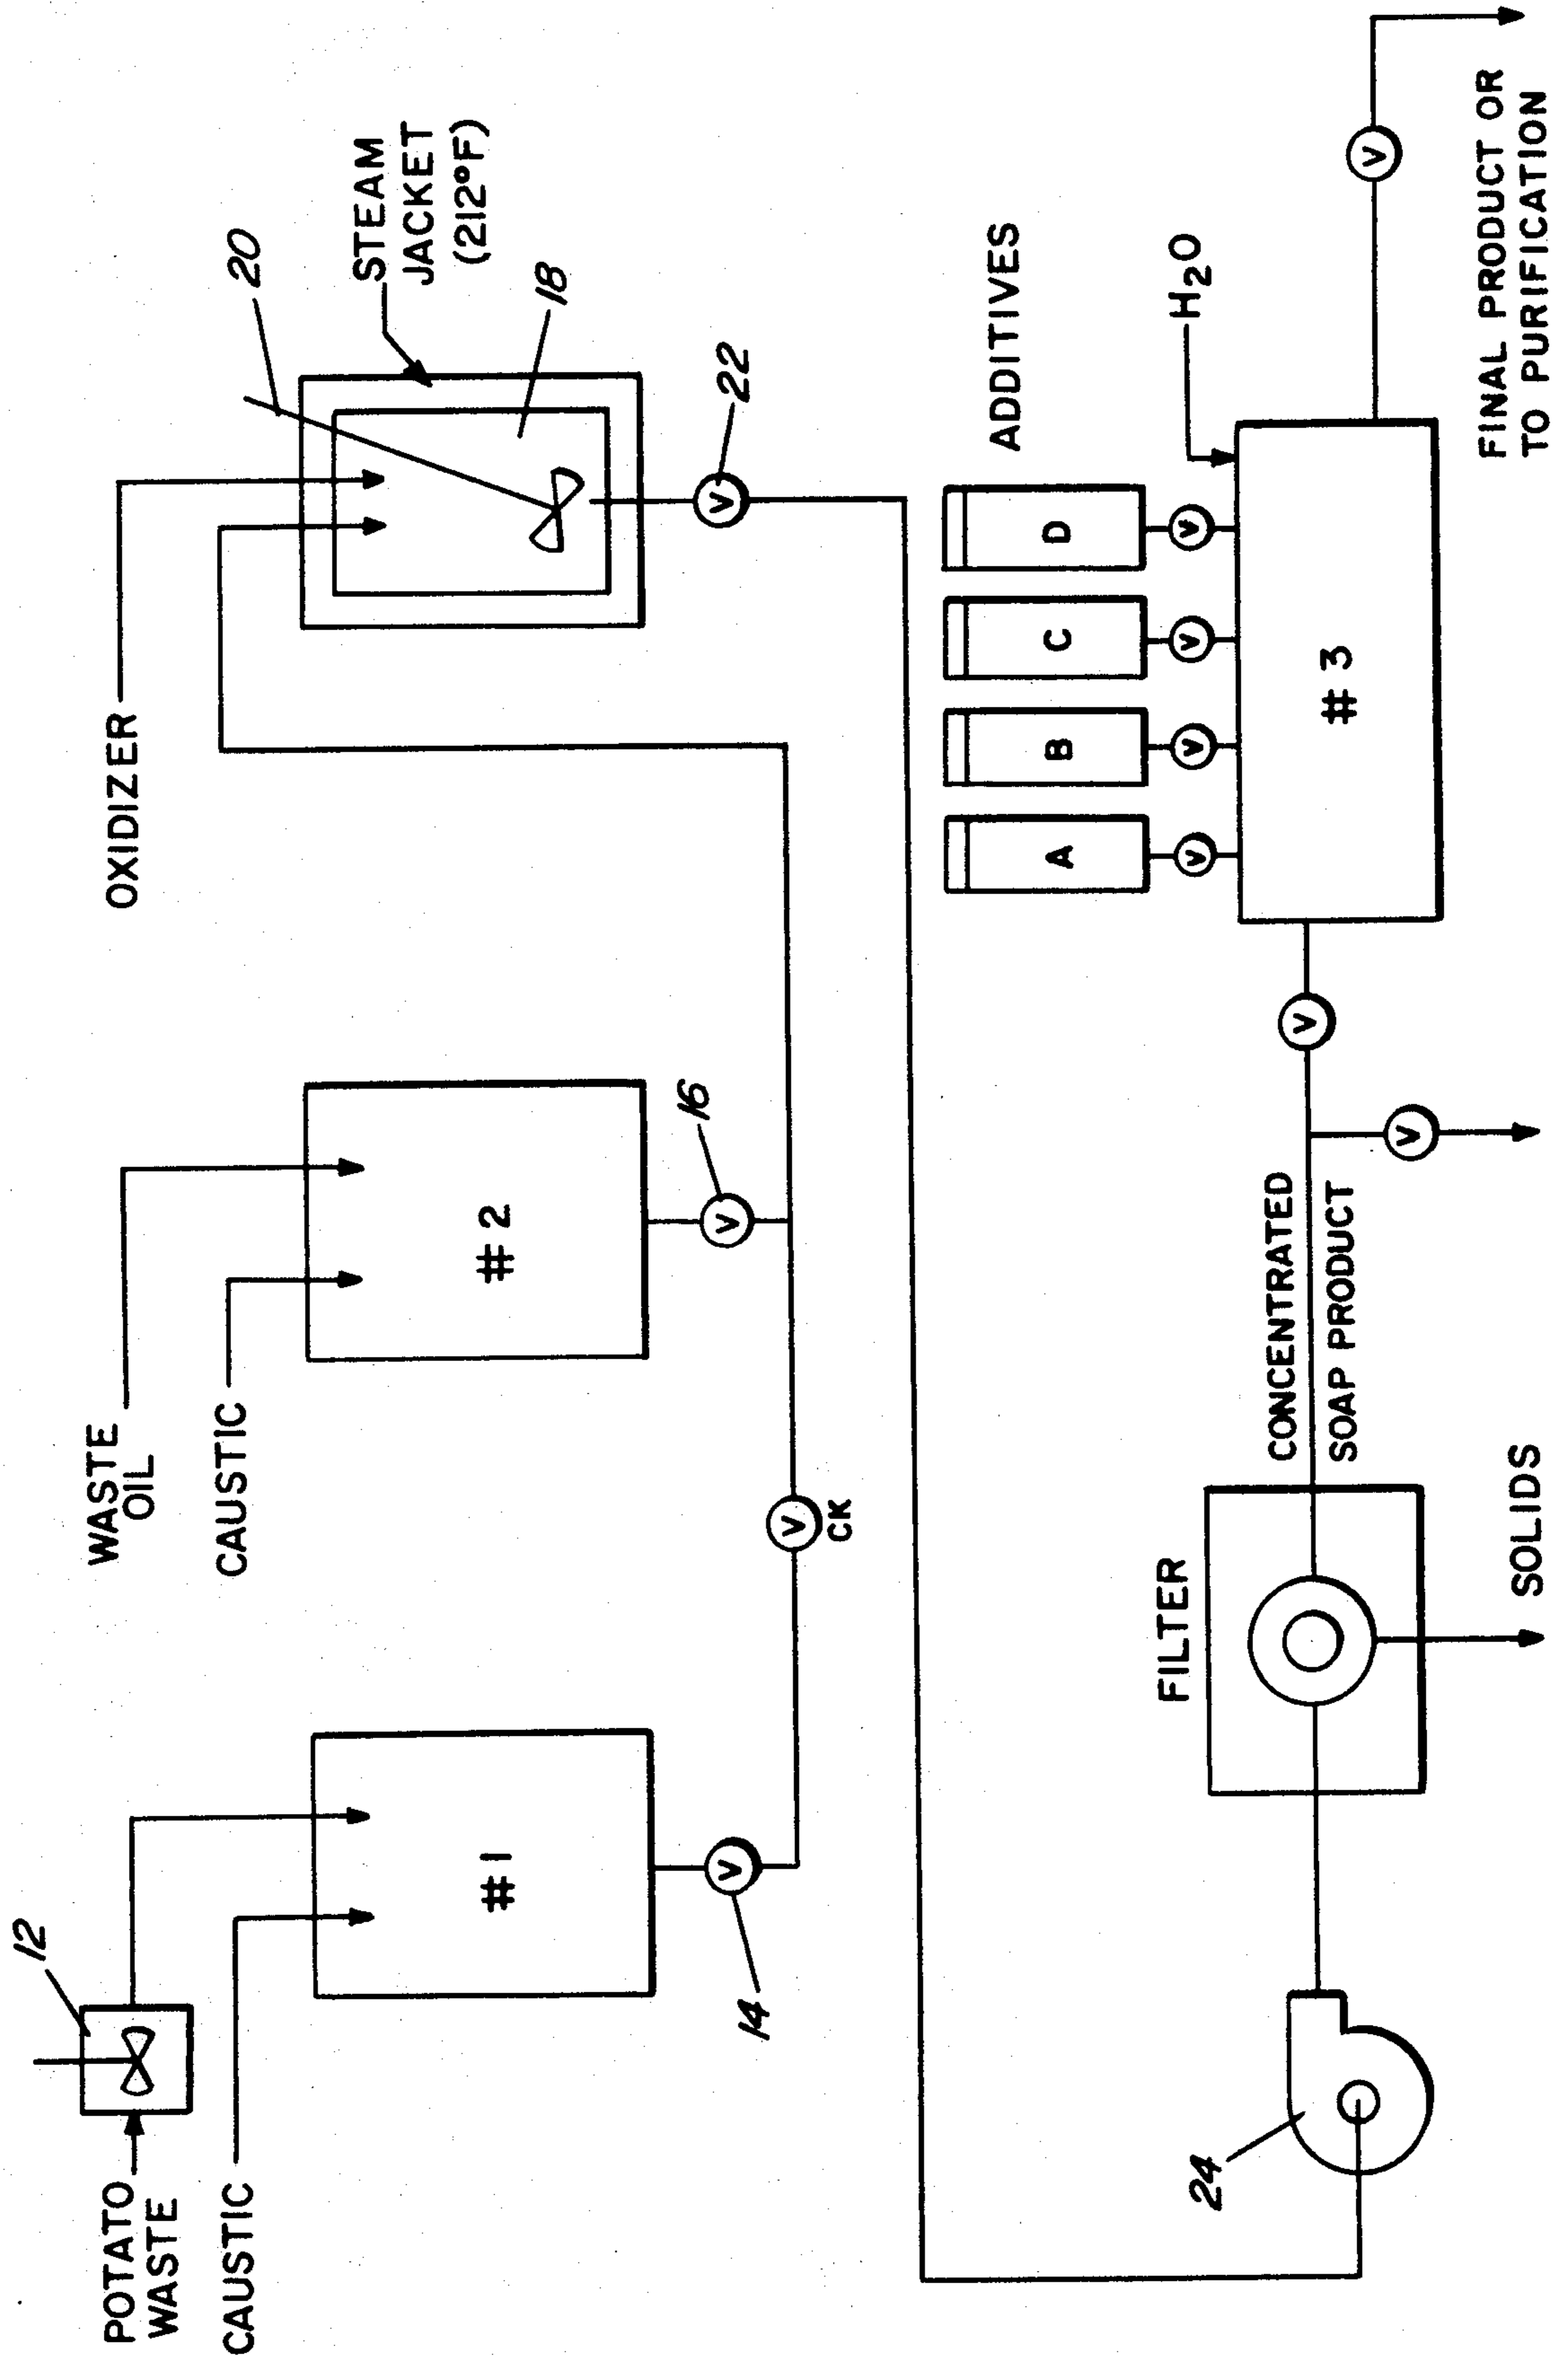 POTATO
WASTE
12
CAUSTIC
#1
14
WASTE
OIL
CAUSTIC
#2
V
16
V
V
CK
OXIDIZER
20
STEAM
JACKET
(212°F)
18
V
22
24
FILTER
SOLIDS
CONCENTRATED
SOAP PRODUCT
V
V
ADDITIVES
A
B
C
D
V
V
V
V
H2O
#3
V
FINAL PRODUCT OR
TO PURIFICATION